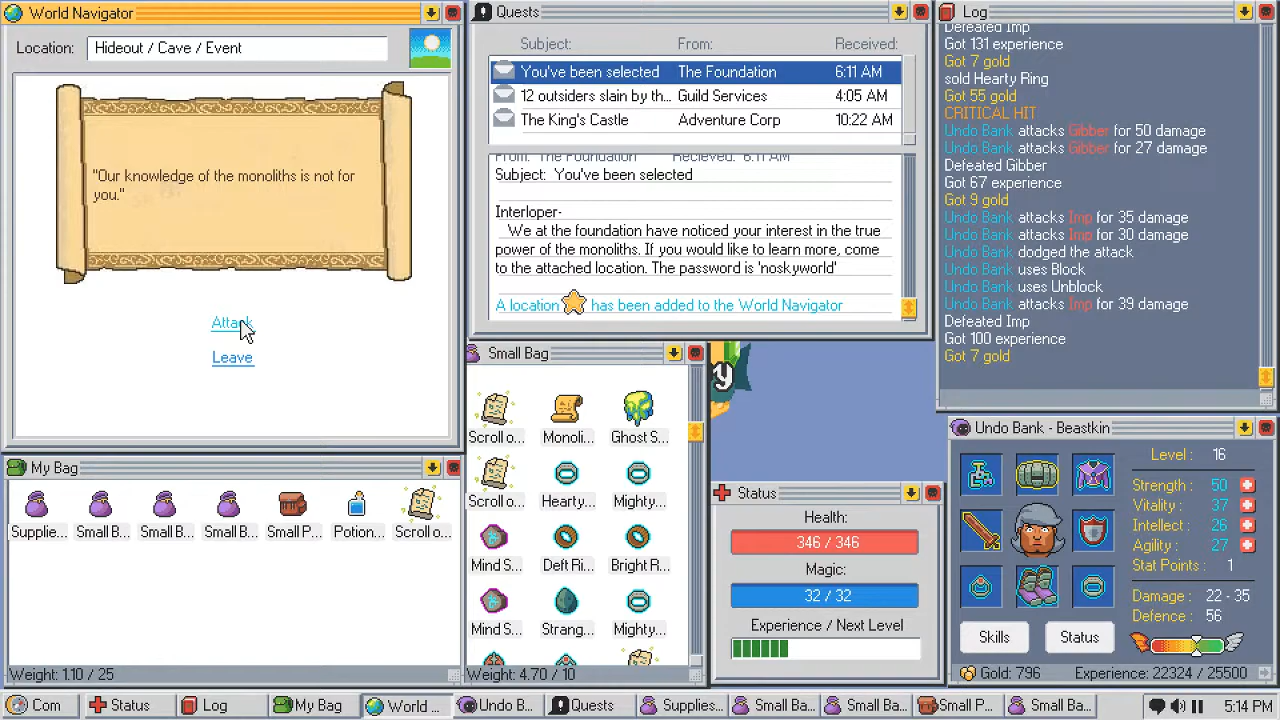 World Navigator
Location: Hideout / Cave / Event
"Our knowledge of the monoliths is not for
you."
Attack
Leave
Quests
Subject: From: Received:
You've been selected The Foundation 6:11 AM
12 outsiders slain by th... Guild Services 4:05 AM
The King's Castle Adventure Corp 10:22 AM
From: The Foundation Recieved: 6:11 AM
Subject: You've been selected
Interloper-
We at the foundation have noticed your interest in the true
power of the monoliths. If you would like to learn more, come
to the attached location. The password is 'noskyworld'
A location has been added to the World Navigator
Log
Defeated Imp
Got 131 experience
Got 7 gold
sold Hearty Ring
Got 55 gold
CRITICAL HIT
Undo Bank attacks Gibber for 50 damage
Undo Bank attacks Gibber for 27 damage
Defeated Gibber
Got 67 experience
Got 9 gold
Undo Bank attacks Imp for 35 damage
Undo Bank attacks Imp for 30 damage
Undo Bank dodged the attack
Undo Bank uses Block
Undo Bank uses Unblock
Undo Bank attacks Imp for 39 damage
Defeated Imp
Got 100 experience
Got 7 gold
My Bag
Supplie... Small B... Small B... Small B... Small P... Potion... Scroll o...
Weight: 1.10 / 25
Small Bag
Scroll o... Monoli... Ghost S...
Scroll o... Hearty... Mighty...
Mind S... Deft Ri... Bright R...
Mind S... Strang... Mighty...
Weight: 4.70 / 10
y
Status
Health:
346 / 346
Magic:
32 / 32
Experience / Next Level
Undo Bank - Beastkin
Level: 16
Strength: 50
Vitality: 37
Intellect: 26
Agility: 27
Stat Points: 1
Damage: 22 - 35
Defence: 56
Skills Status
Gold: 796 Experience: 22324 / 25500
Com Status Log My Bag World ... Undo B... Quests Supplies... Small Ba... Small Ba... Small P... Small Ba... 5:14 PM